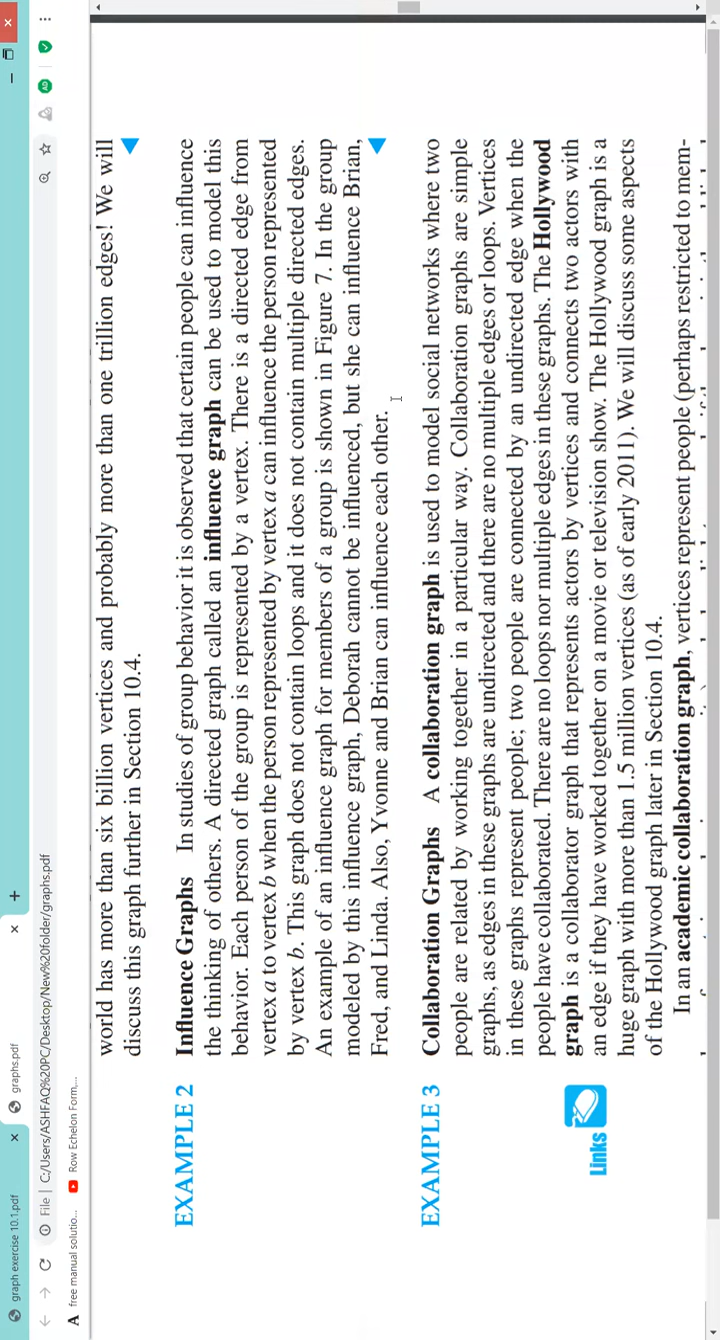 graph exercise 10.1.pdf
graphs.pdf
File | C:/Users/ASHFAQ%20PC/Desktop/New%20folder/graphs.pdf
free manual solutio...
Row Echelon Form,...
world has more than six billion vertices and probably more than one trillion edges! We will
discuss this graph further in Section 10.4.
EXAMPLE 2 Influence Graphs In studies of group behavior it is observed that certain people can influence
the thinking of others. A directed graph called an influence graph can be used to model this
behavior. Each person of the group is represented by a vertex. There is a directed edge from
vertex a to vertex b when the person represented by vertex a can influence the person represented
by vertex b. This graph does not contain loops and it does not contain multiple directed edges.
An example of an influence graph for members of a group is shown in Figure 7. In the group
modeled by this influence graph, Deborah cannot be influenced, but she can influence Brian,
Fred, and Linda. Also, Yvonne and Brian can influence each other.
EXAMPLE 3 Collaboration Graphs A collaboration graph is used to model social networks where two
people are related by working together in a particular way. Collaboration graphs are simple
graphs, as edges in these graphs are undirected and there are no multiple edges or loops. Vertices
in these graphs represent people; two people are connected by an undirected edge when the
people have collaborated. There are no loops nor multiple edges in these graphs. The Hollywood
graph is a collaborator graph that represents actors by vertices and connects two actors with
an edge if they have worked together on a movie or television show. The Hollywood graph is a
huge graph with more than 1.5 million vertices (as of early 2011). We will discuss some aspects
of the Hollywood graph later in Section 10.4.
Links
In an academic collaboration graph, vertices represent people (perhaps restricted to mem-